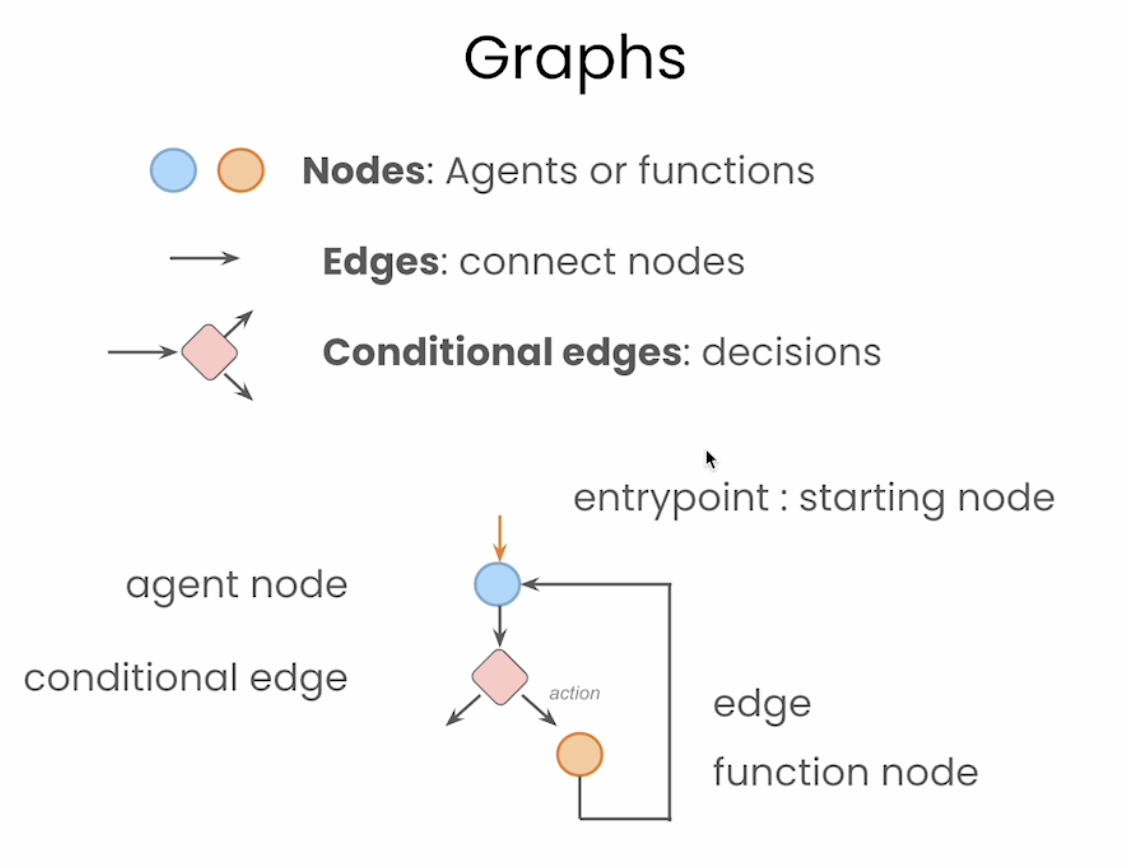 Graphs
Nodes: Agents or functions
Edges: connect nodes
Conditional edges: decisions
entrypoint : starting node
agent node
conditional edge
action
edge
function node